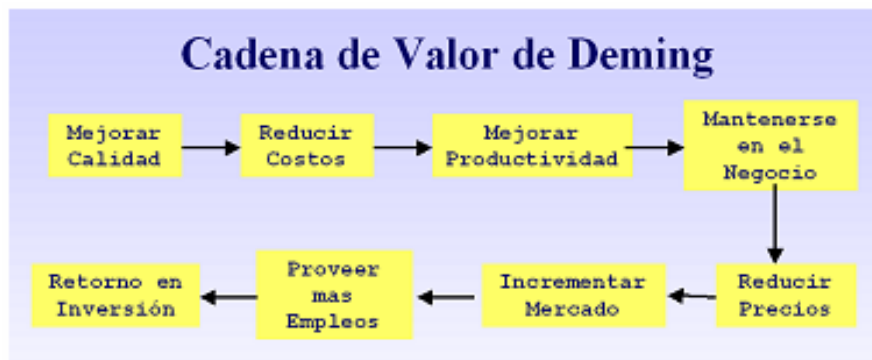 Cadena de Valor de Deming
Mejorar
Calidad
Reducir
Costos
Mejorar
Productividad
Mantenerse
en el
Negocio
Reducir
Precios
Incrementar
Mercado
Proveer
mas
Empleos
Retorno en
Inversión